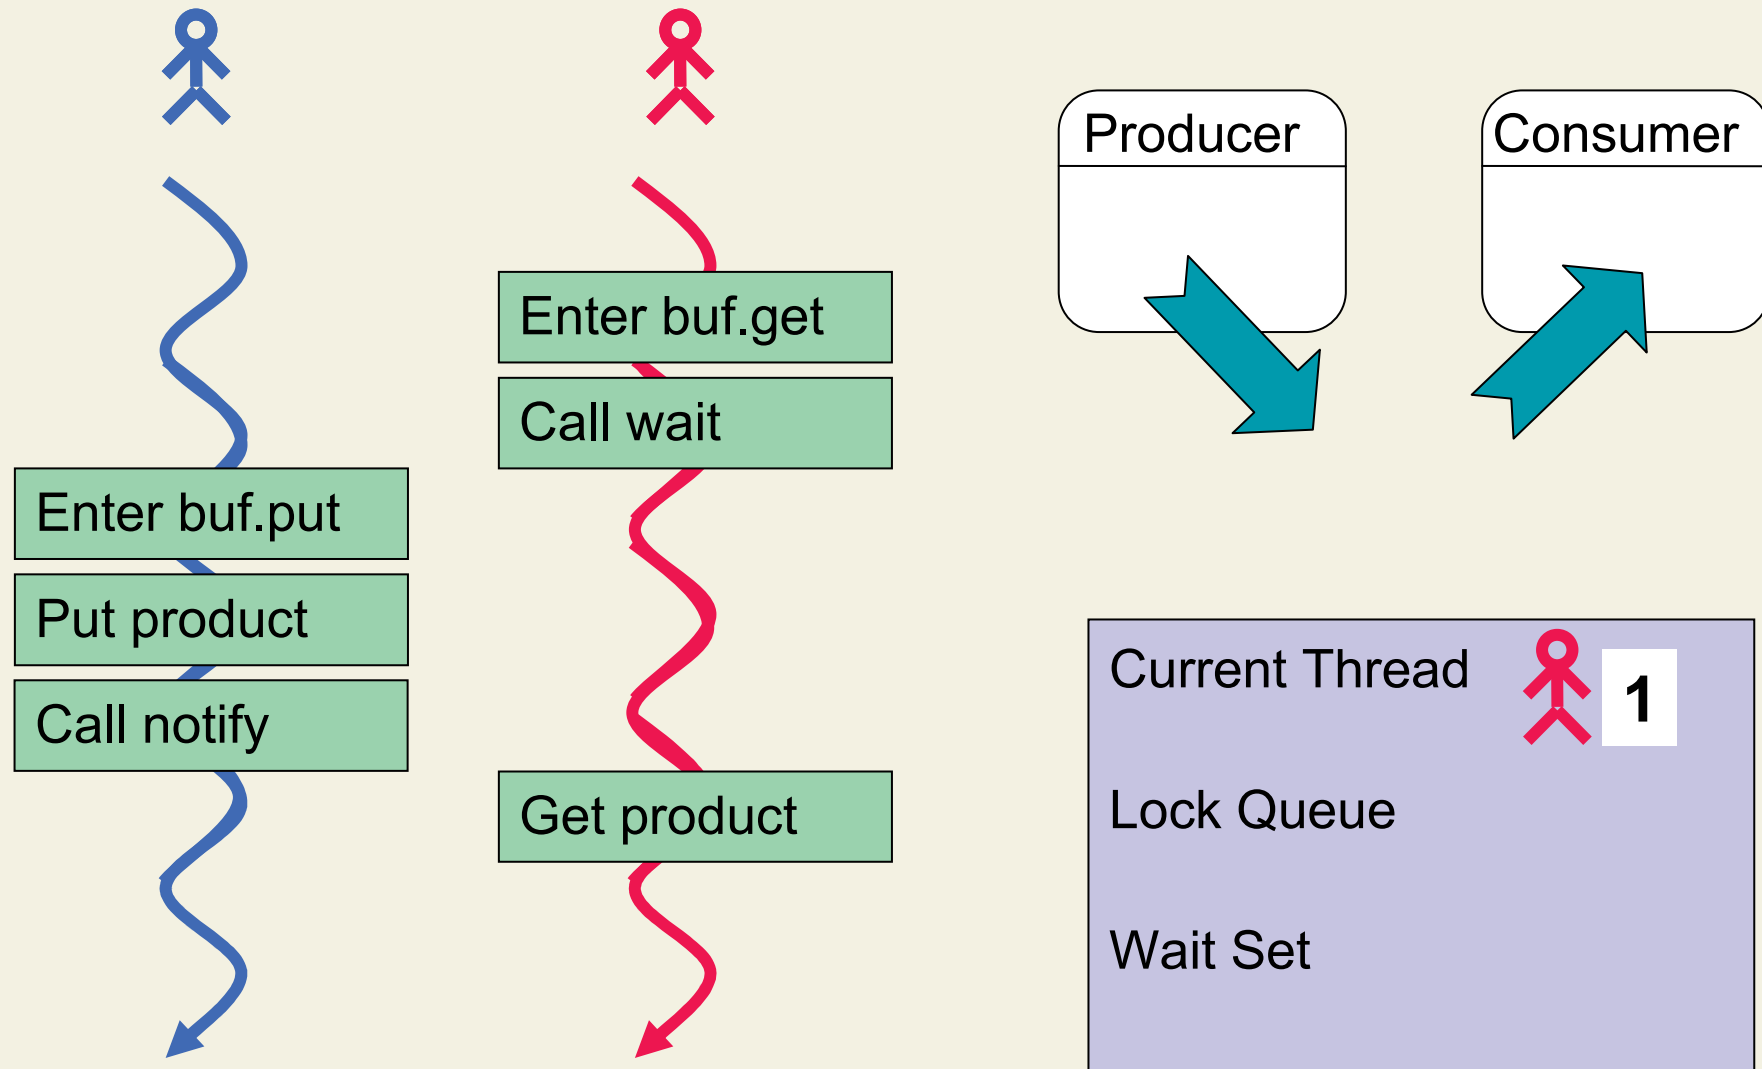 Producer
Consumer
Enter buf.get
Call wait
Enter buf.put
Put product
Call notify
Get product
Current Thread
1
Lock Queue
Wait Set